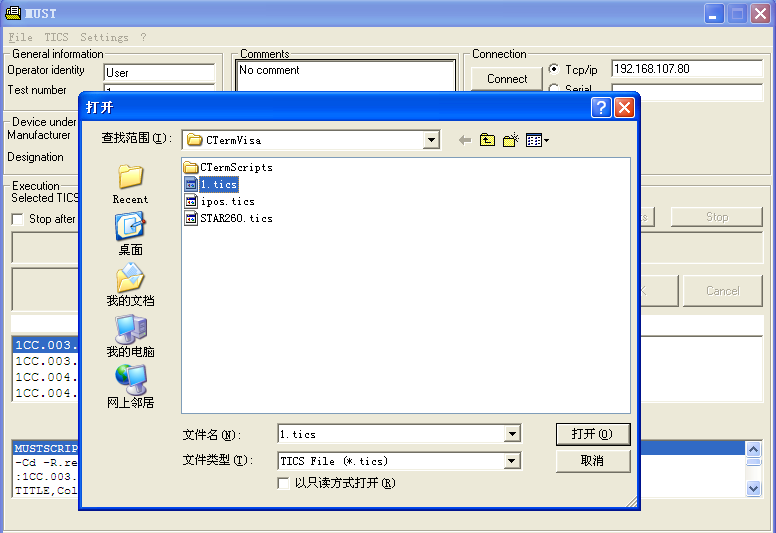 MUST
File TICS Settings ?
General information
Operator identity User
Test number
Comments
No comment
Connection
Connect
Tcp/ip 192.168.107.80
Serial
Device under
Manufacturer
Designation
Execution
Selected TICS
Stop after
Stop
Cancel
1CC.003.
1CC.003.
1CC.004.
1CC.004.
MUSTSCRIP
-Cd -R.re
:1CC.003.
TITLE,Col
打开
查找范围(I): CTermVisa
Recent
桌面
我的文档
我的电脑
网上邻居
CTermScripts
1.tics
ipos.tics
STAR260.tics
文件名(N): 1.tics 打开(O)
文件类型(T): TICS File (*.tics) 取消
以只读方式打开(R)